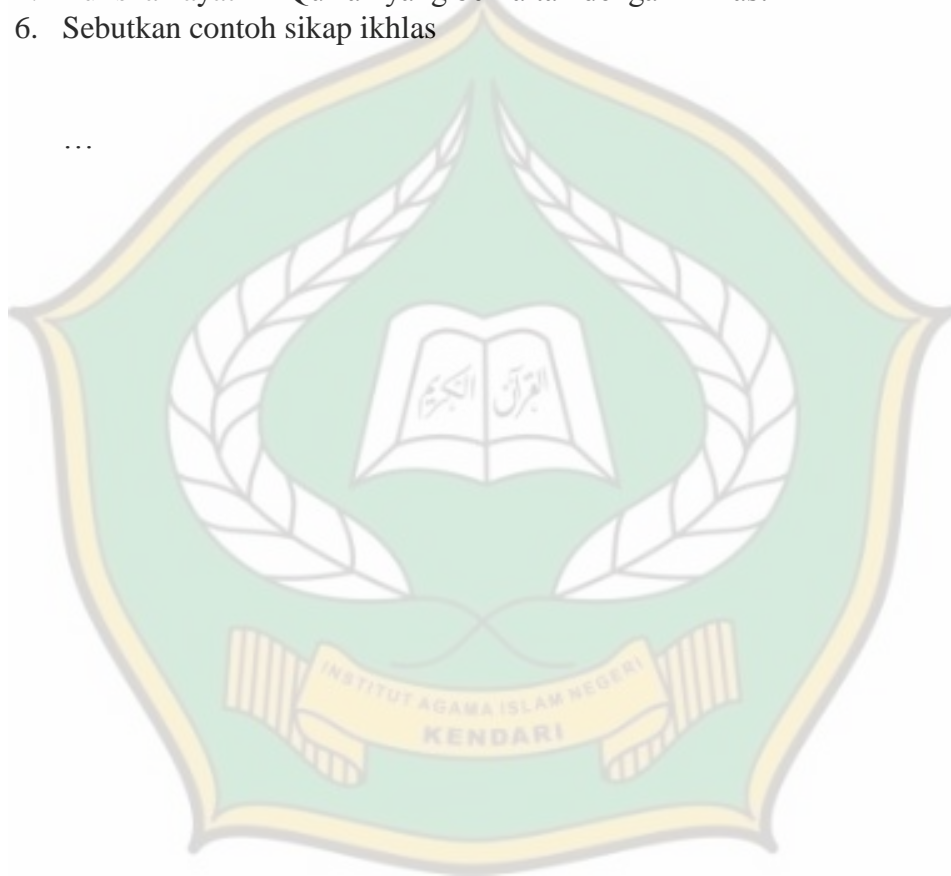 6. Sebutkan contoh sikap ikhlas
…
القرآن الكريم
INSTITUT AGAMA ISLAM NEGERI
KENDARI